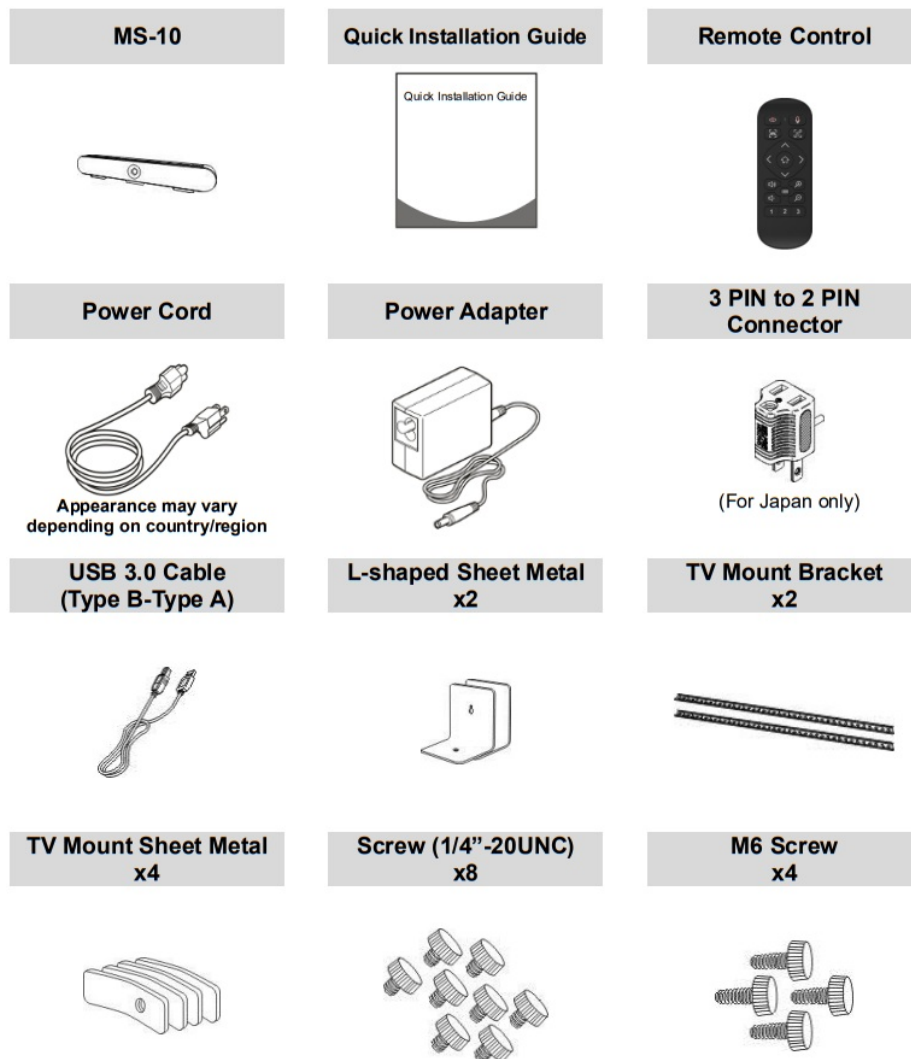 MS-10
Quick Installation Guide
Remote Control
Quick Installation Guide
1 2 3
Power Cord
Power Adapter
3 PIN to 2 PIN
Connector
Appearance may vary
depending on country/region
(For Japan only)
USB 3.0 Cable
(Type B-Type A)
L-shaped Sheet Metal
x2
TV Mount Bracket
x2
TV Mount Sheet Metal
x4
Screw (1/4”-20UNC)
x8
M6 Screw
x4